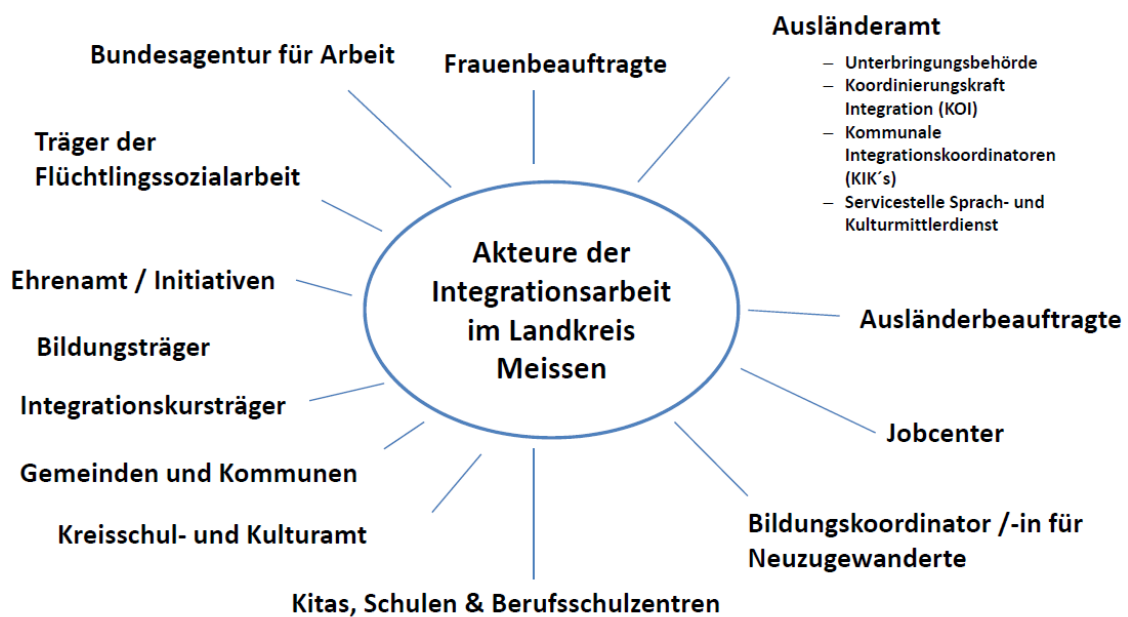 Ausländeramt
Bundesagentur für Arbeit
Frauenbeauftragte
– Unterbringungsbehörde
– Koordinierungskraft
Integration (KOI)
– Kommunale
Integrationskoordinatoren
(KIK´s)
– Servicestelle Sprach- und
Kulturmittlerdienst
Träger der
Flüchtlingssozialarbeit
Akteure der
Integrationsarbeit
im Landkreis
Meissen
Ehrenamt / Initiativen
Ausländerbeauftragte
Bildungsträger
Integrationskursträger
Jobcenter
Gemeinden und Kommunen
Kreisschul- und Kulturamt
Bildungskoordinator /-in für
Neuzugewanderte
Kitas, Schulen & Berufsschulzentren